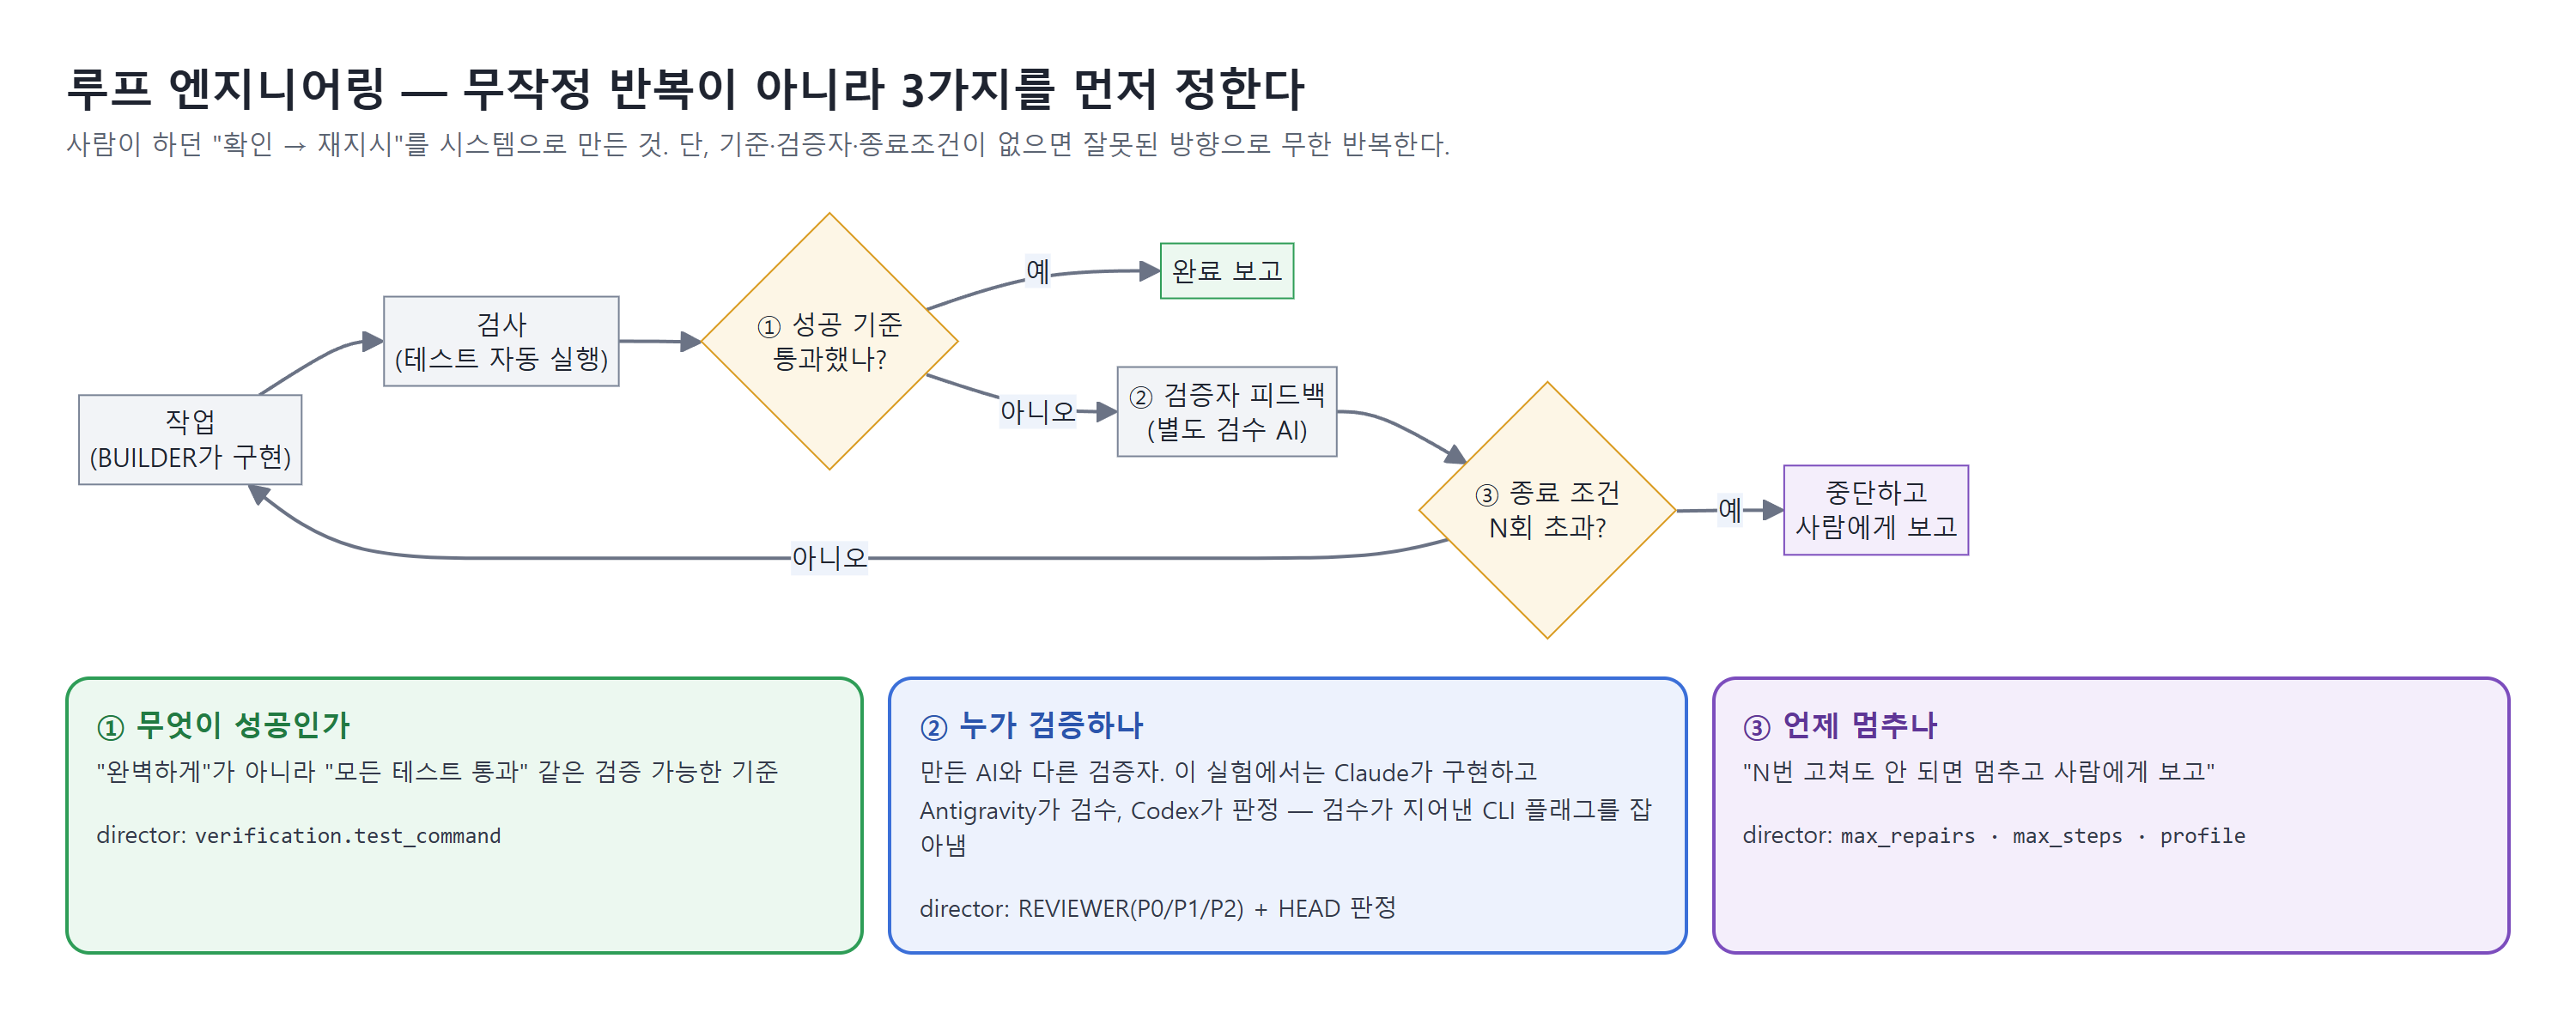 루프 엔지니어링 — 무작정 반복이 아니라 3가지를 먼저 정한다
사람이 하던 "확인 → 재지시"를 시스템으로 만든 것. 단, 기준·검증자·종료조건이 없으면 잘못된 방향으로 무한 반복한다.
작업
(BUILDER가 구현)
검사
(테스트 자동 실행)
① 성공 기준
통과했나?
예
완료 보고
아니오
② 검증자 피드백
(별도 검수 AI)
③ 종료 조건
N회 초과?
예
중단하고
사람에게 보고
아니오
① 무엇이 성공인가
"완벽하게"가 아니라 "모든 테스트 통과" 같은 검증 가능한 기준
director: verification.test_command
② 누가 검증하나
만든 AI와 다른 검증자. 이 실험에서는 Claude가 구현하고
Antigravity가 검수, Codex가 판정 — 검수가 지어낸 CLI 플래그를 잡
아냄
director: REVIEWER(P0/P1/P2) + HEAD 판정
③ 언제 멈추나
"N번 고쳐도 안 되면 멈추고 사람에게 보고"
director: max_repairs · max_steps · profile